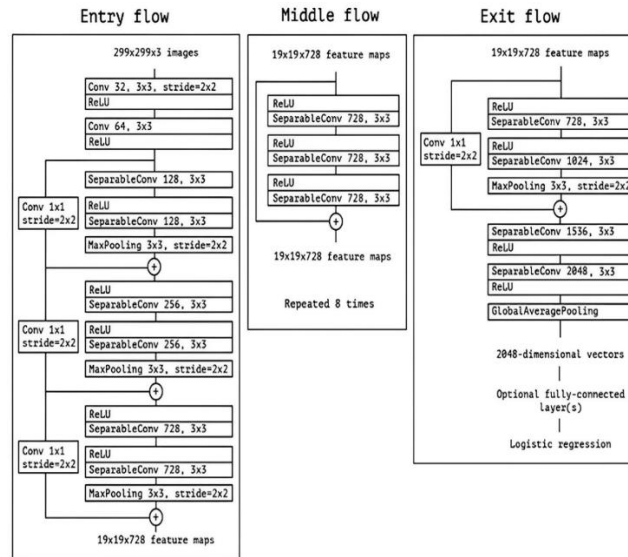 Entry flow
299x299x3 images
Conv 32, 3x3, stride=2x2
ReLU
Conv 64, 3x3
ReLU
SeparableConv 128, 3x3
Conv 1x1
stride=2x2
ReLU
SeparableConv 128, 3x3
MaxPooling 3x3, stride=2x2
+
ReLU
SeparableConv 256, 3x3
Conv 1x1
stride=2x2
ReLU
SeparableConv 256, 3x3
MaxPooling 3x3, stride=2x2
+
ReLU
SeparableConv 728, 3x3
Conv 1x1
stride=2x2
ReLU
SeparableConv 728, 3x3
MaxPooling 3x3, stride=2x2
+
19x19x728 feature maps
Middle flow
19x19x728 feature maps
ReLU
SeparableConv 728, 3x3
ReLU
SeparableConv 728, 3x3
ReLU
SeparableConv 728, 3x3
+
19x19x728 feature maps
Repeated 8 times
Exit flow
19x19x728 feature maps
ReLU
SeparableConv 728, 3x3
Conv 1x1
stride=2x2
ReLU
SeparableConv 1024, 3x3
MaxPooling 3x3, stride=2x2
+
SeparableConv 1536, 3x3
ReLU
SeparableConv 2048, 3x3
ReLU
GlobalAveragePooling
2048-dimensional vectors
Optional fully-connected
layer(s)
Logistic regression